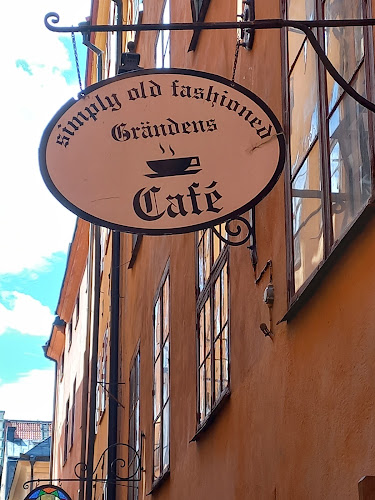 simply old fashioned
Grändens
Café